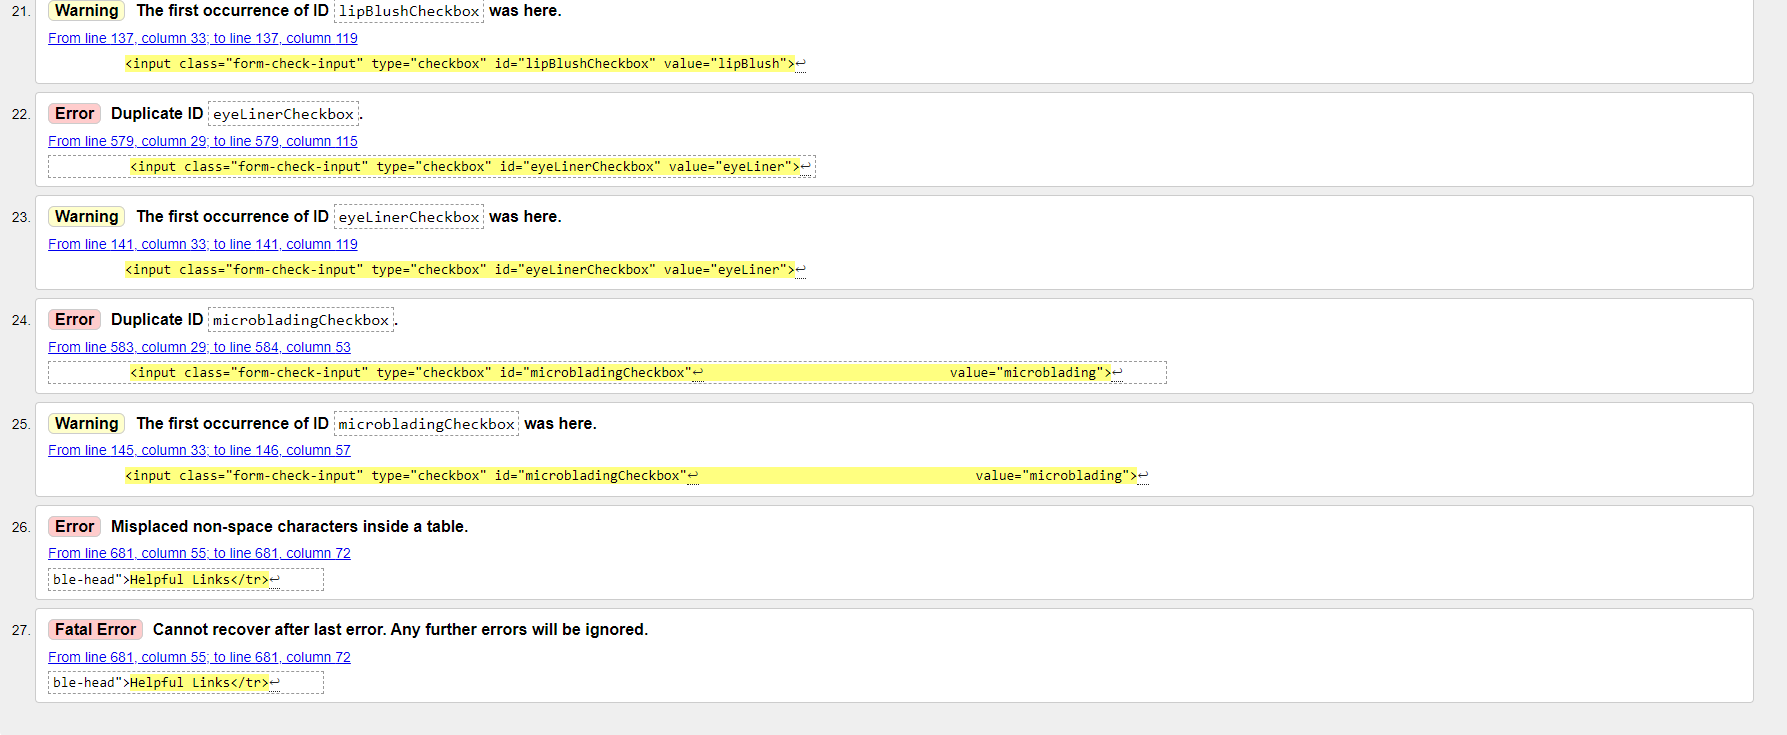 21. Warning The first occurrence of ID lipBlushCheckbox was here.
From line 137, column 33; to line 137, column 119
<input class="form-check-input" type="checkbox" id="lipBlushCheckbox" value="lipBlush">↩
22. Error Duplicate ID eyeLinerCheckbox.
From line 579, column 29; to line 579, column 115
<input class="form-check-input" type="checkbox" id="eyeLinerCheckbox" value="eyeLiner">↩
23. Warning The first occurrence of ID eyeLinerCheckbox was here.
From line 141, column 33; to line 141, column 119
<input class="form-check-input" type="checkbox" id="eyeLinerCheckbox" value="eyeLiner">↩
24. Error Duplicate ID microbladingCheckbox.
From line 583, column 29; to line 584, column 53
<input class="form-check-input" type="checkbox" id="microbladingCheckbox"↩ value="microblading">↩
25. Warning The first occurrence of ID microbladingCheckbox was here.
From line 145, column 33; to line 146, column 57
<input class="form-check-input" type="checkbox" id="microbladingCheckbox"↩ value="microblading">↩
26. Error Misplaced non-space characters inside a table.
From line 681, column 55; to line 681, column 72
ble-head">Helpful Links</tr>↩
27. Fatal Error Cannot recover after last error. Any further errors will be ignored.
From line 681, column 55; to line 681, column 72
ble-head">Helpful Links</tr>↩